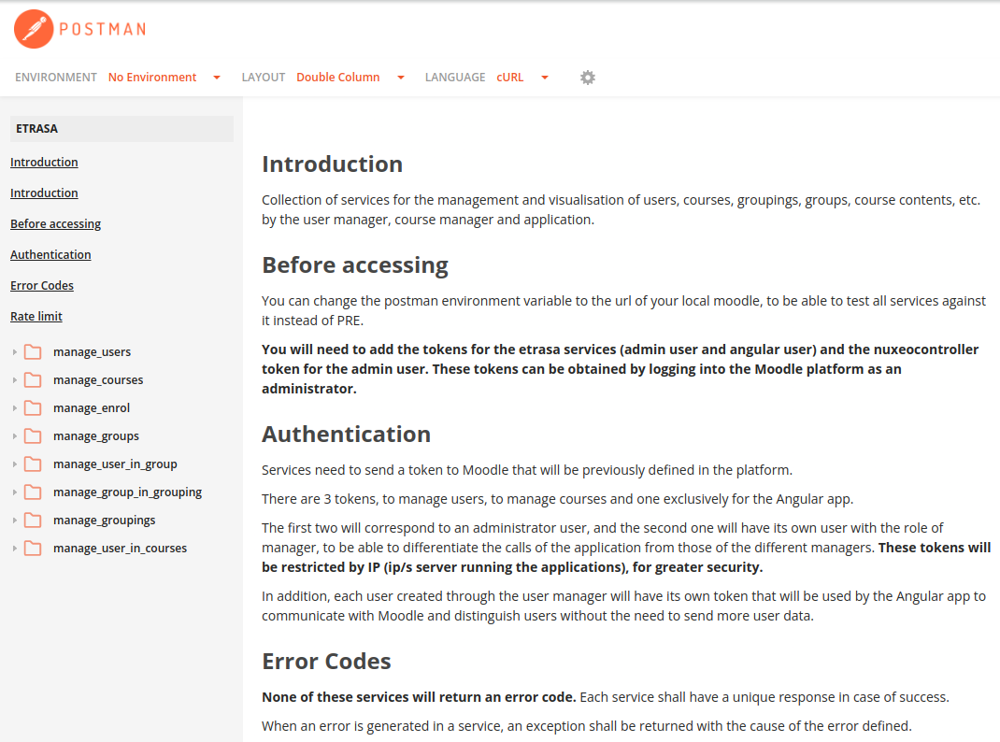 POSTMAN
ENVIRONMENT No Environment LAYOUT Double Column LANGUAGE cURL
ETRASA
Introduction
Introduction
Before accessing
Authentication
Error Codes
Rate limit
manage_users
manage_courses
manage_enrol
manage_groups
manage_user_in_group
manage_group_in_grouping
manage_groupings
manage_user_in_courses
Introduction
Collection of services for the management and visualisation of users, courses, groupings, groups, course contents, etc.
by the user manager, course manager and application.
Before accessing
You can change the postman environment variable to the url of your local moodle, to be able to test all services against
it instead of PRE.
You will need to add the tokens for the etrasa services (admin user and angular user) and the nuxeocontroller
token for the admin user. These tokens can be obtained by logging into the Moodle platform as an
administrator.
Authentication
Services need to send a token to Moodle that will be previously defined in the platform.
There are 3 tokens, to manage users, to manage courses and one exclusively for the Angular app.
The first two will correspond to an administrator user, and the second one will have its own user with the role of
manager, to be able to differentiate the calls of the application from those of the different managers. These tokens will
be restricted by IP (ip/s server running the applications), for greater security.
In addition, each user created through the user manager will have its own token that will be used by the Angular app to
communicate with Moodle and distinguish users without the need to send more user data.
Error Codes
None of these services will return an error code. Each service shall have a unique response in case of success.
When an error is generated in a service, an exception shall be returned with the cause of the error defined.